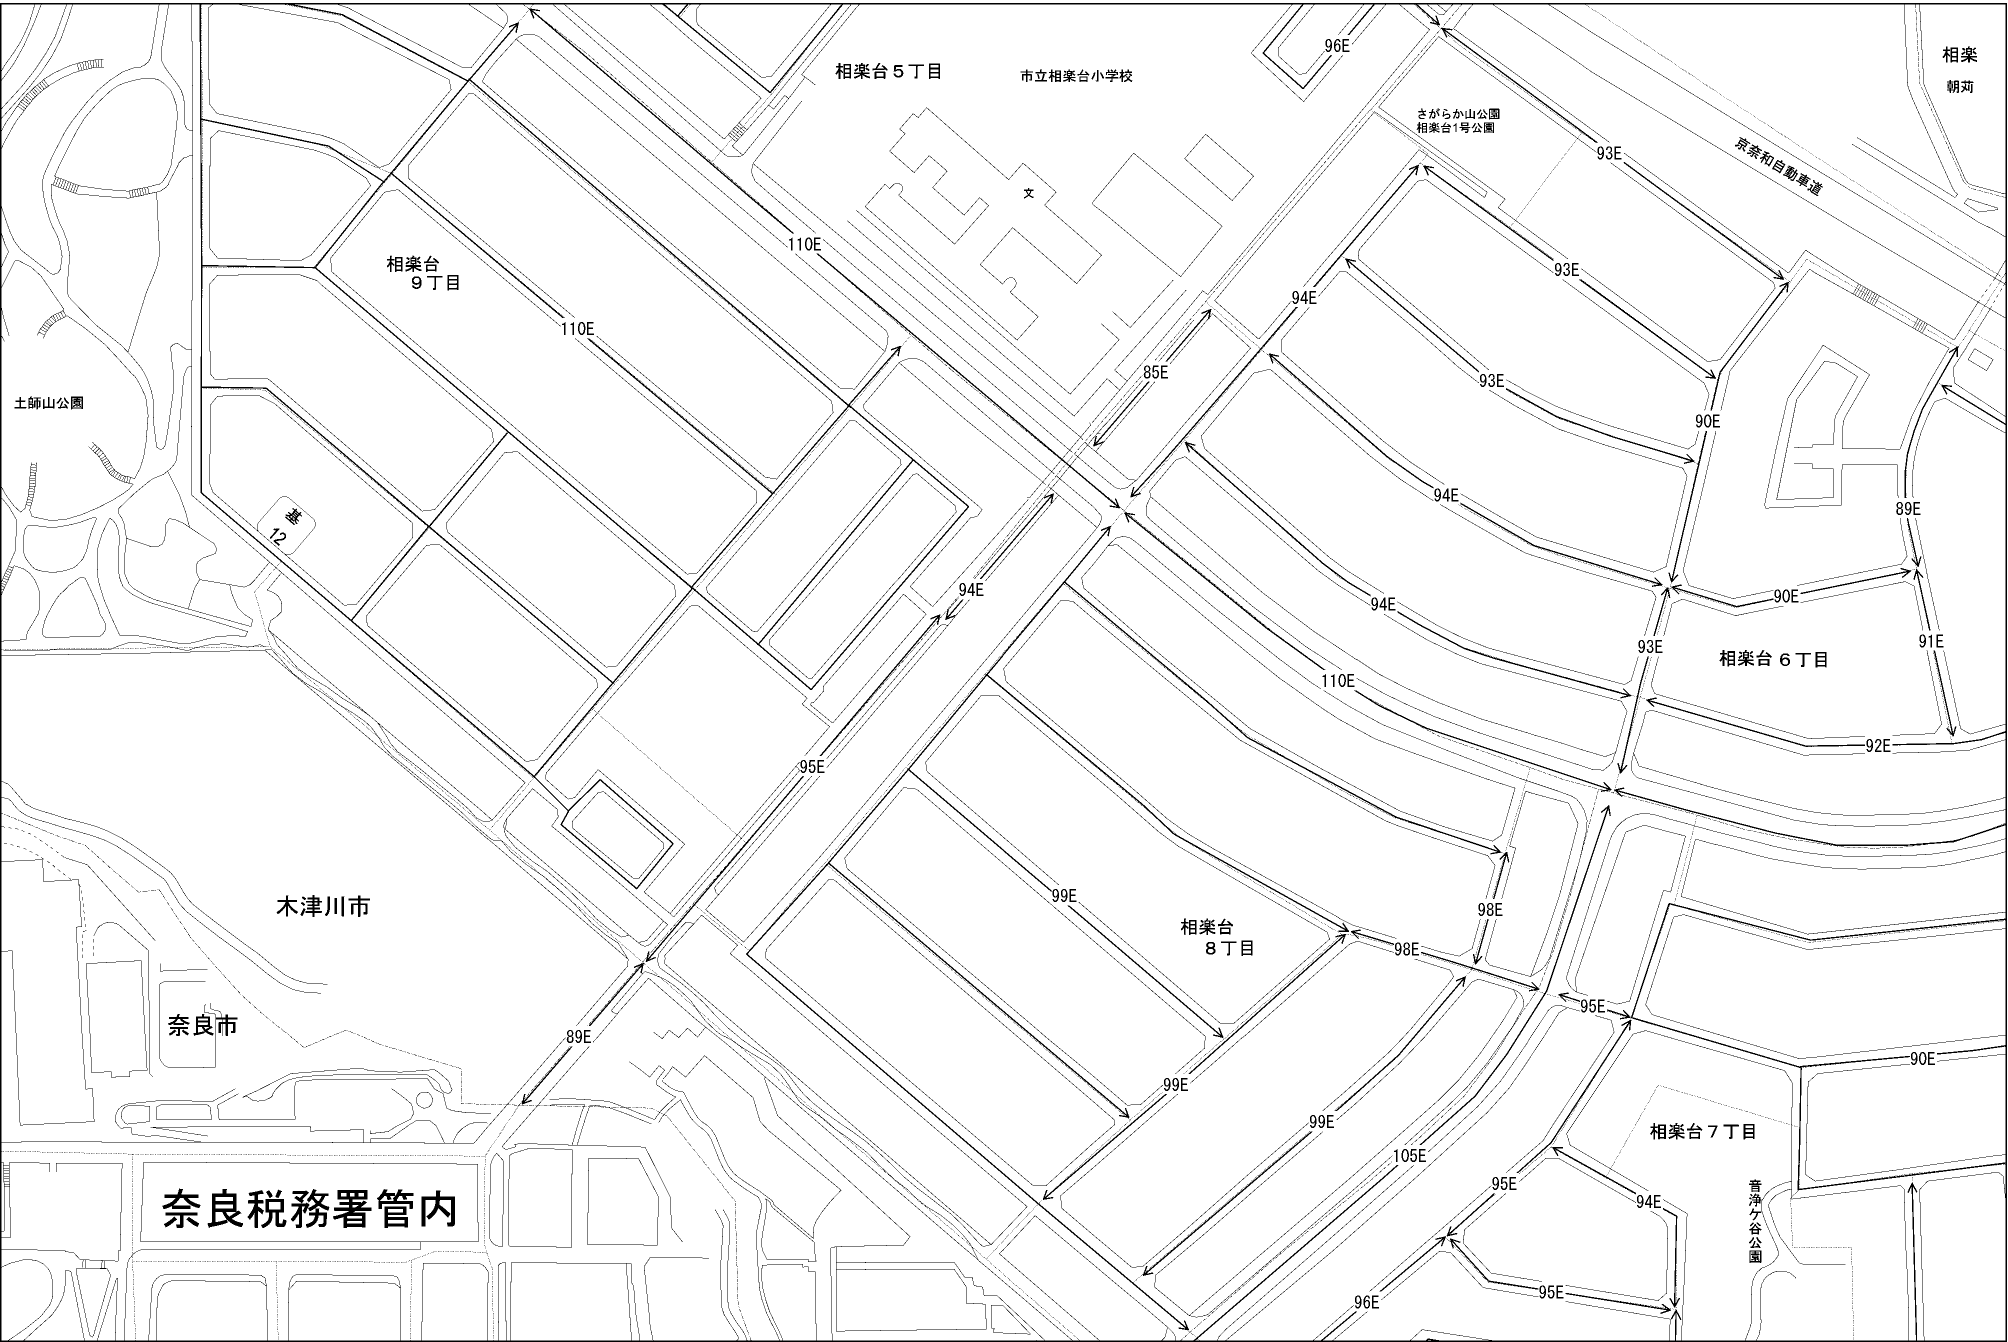 96E
相楽台５丁目
市立相楽台小学校
相楽
朝苅
さがらか山公園
相楽台1号公園
93E
京奈和自動車道
文
110E
相楽台
９丁目
93E
94E
110E
85E
93E
土師山公園
90E
94E
89E
基
12
94E
94E
90E
93E
91E
相楽台６丁目
110E
92E
95E
99E
木津川市
98E
相楽台
８丁目
98E
95E
奈良市
89E
90E
99E
99E
相楽台７丁目
105E
95E
94E
奈良税務署管内
音浄ケ谷公園
95E
96E